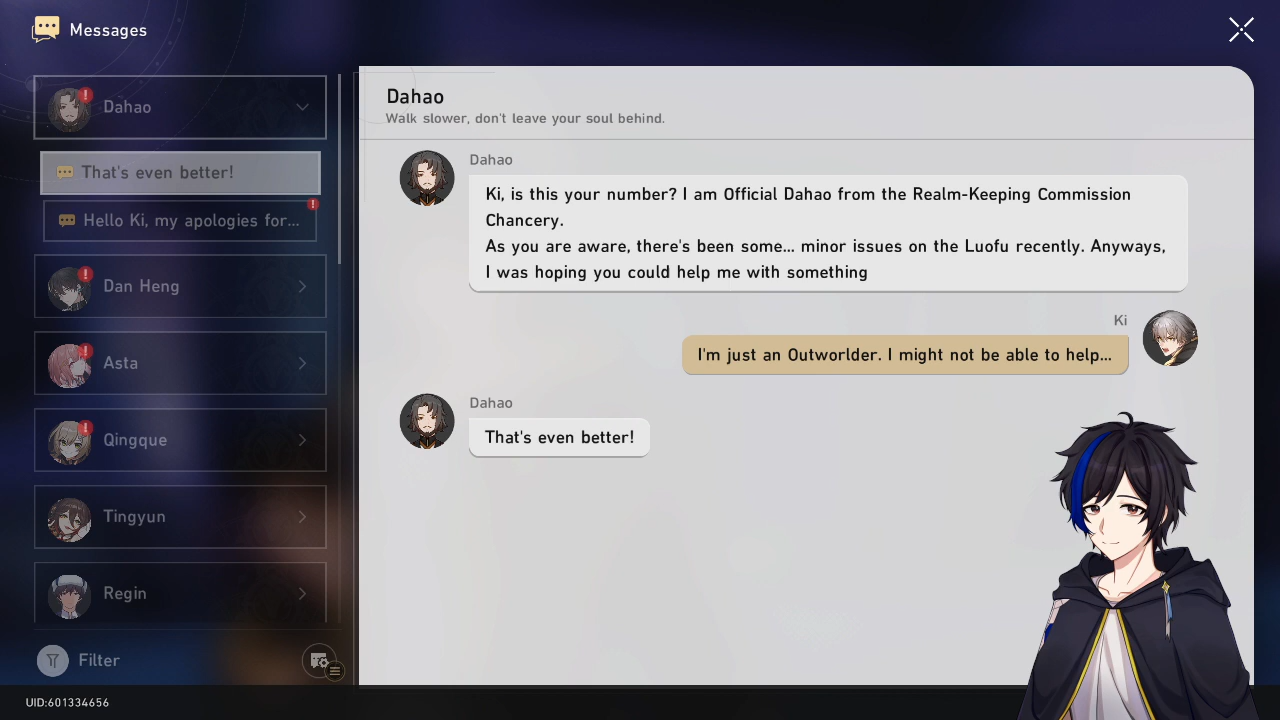 Messages
Dahao
That's even better!
Hello Ki, my apologies for...
Dan Heng
Asta
Qingque
Tingyun
Regin
Filter
UID:601334656
Dahao
Walk slower, don't leave your soul behind.
Dahao
Ki, is this your number? I am Official Dahao from the Realm-Keeping Commission
Chancery.
As you are aware, there's been some... minor issues on the Luofu recently. Anyways,
I was hoping you could help me with something
Ki
I'm just an Outworlder. I might not be able to help...
Dahao
That's even better!